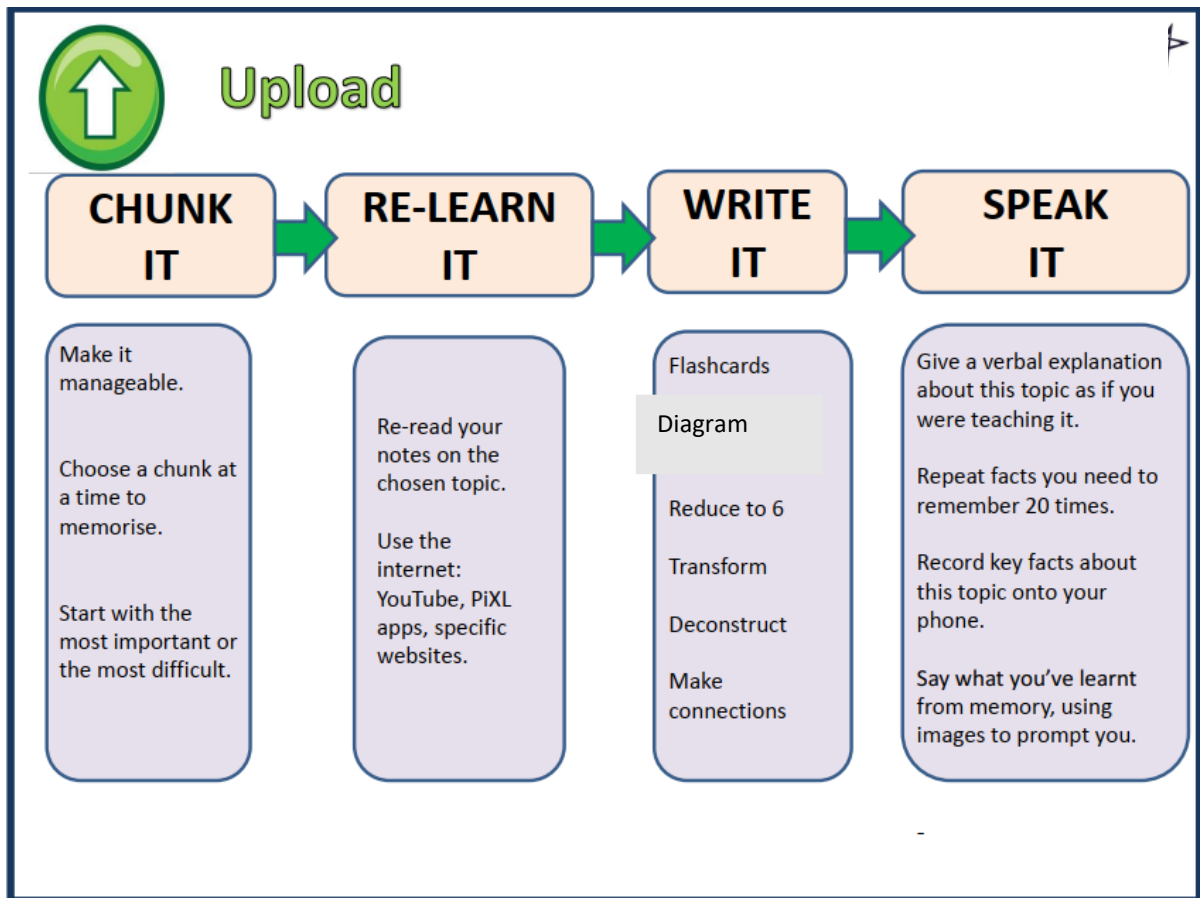 Upload
CHUNK
IT
RE-LEARN
IT
WRITE
IT
SPEAK
IT
Make it
manageable.
Choose a chunk at
a time to
memorise.
Start with the
most important or
the most difficult.
Re-read your
notes on the
chosen topic.
Use the
internet:
YouTube, PiXL
apps, specific
websites.
Flashcards
Diagram
Reduce to 6
Transform
Deconstruct
Make
connections
Give a verbal explanation
about this topic as if you
were teaching it.
Repeat facts you need to
remember 20 times.
Record key facts about
this topic onto your
phone.
Say what you've learnt
from memory, using
images to prompt you.
-